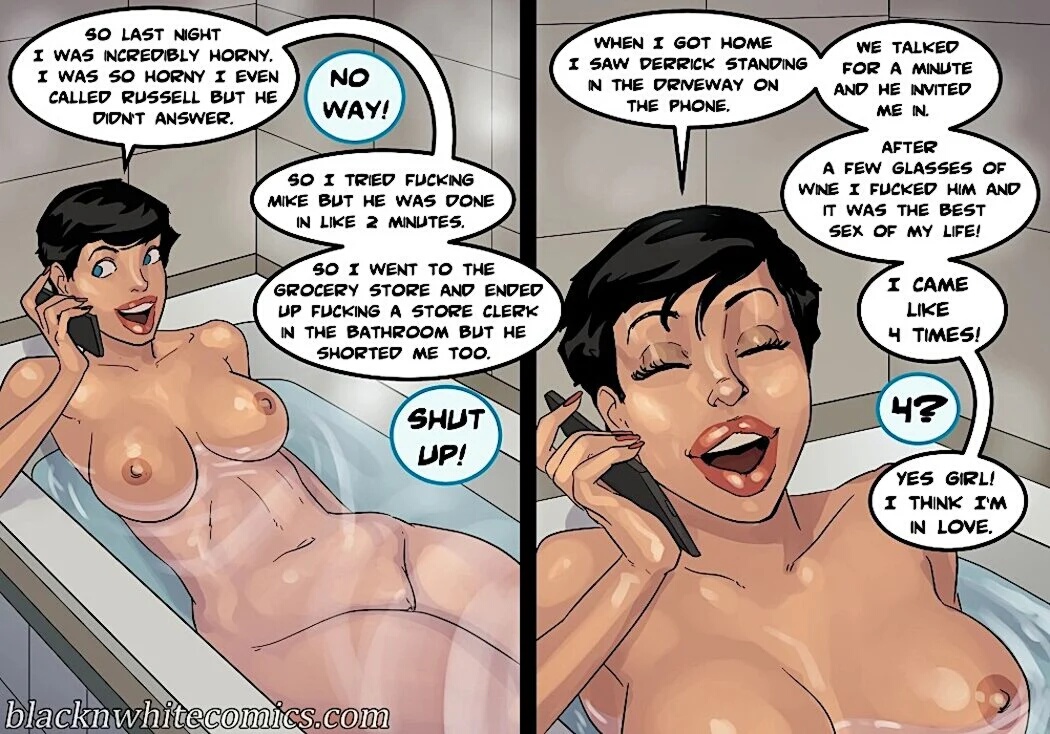 SO LAST NIGHT
I WAS INCREDIBLY HORNY.
I WAS SO HORNY I EVEN
CALLED RUSSELL BUT HE
DIDN'T ANSWER.
NO
WAY!
SO I TRIED FUCKING
MIKE BUT HE WAS DONE
IN LIKE 2 MINUTES.
SO I WENT TO THE
GROCERY STORE AND ENDED
UP FUCKING A STORE CLERK
IN THE BATHROOM BUT HE
SHORTED ME TOO.
SHUT
UP!
WHEN I GOT HOME
I SAW DERRICK STANDING
IN THE DRIVEWAY ON
THE PHONE.
WE TALKED
FOR A MINUTE
AND HE INVITED
ME IN.
AFTER
A FEW GLASSES OF
WINE I FUCKED HIM AND
IT WAS THE BEST
SEX OF MY LIFE!
I CAME
LIKE
4 TIMES!
4?
YES GIRL!
I THINK I'M
IN LOVE.
blacknwhitecomics.com